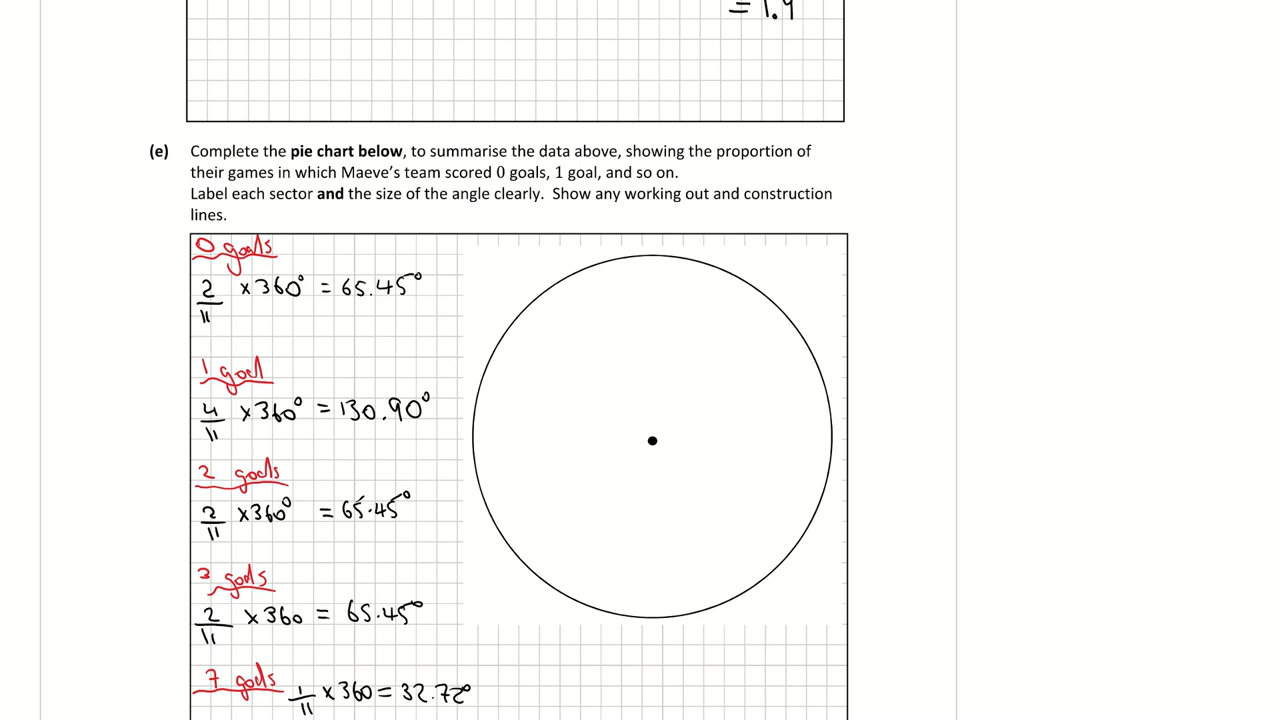 = 1.9
(e) Complete the pie chart below, to summarise the data above, showing the proportion of
their games in which Maeve's team scored 0 goals, 1 goal, and so on.
Label each sector and the size of the angle clearly. Show any working out and construction
lines.
0 goals
2/11 ×360° = 65.45°
1 goal
4/11 ×360° = 130.90°
2 goals
2/11 ×360° = 65.45°
3 goals
2/11 ×360 = 65.45°
7 goals 1/11 ×360 = 32.72°